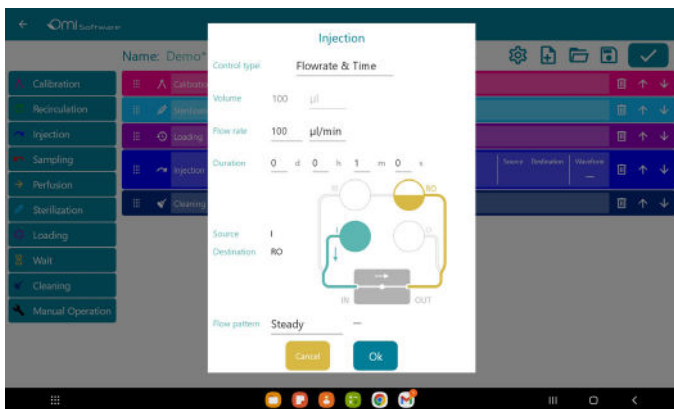 Omi Software
Name: Demo*
Calibration
Recirculation
Injection
Sampling
Perfusion
Sterilization
Loading
Wait
Cleaning
Manual Operation
Calibration
Sterilization
Loading
Injection
Source Destination Waveform
Cleaning
Injection
Control type Flowrate & Time
Volume 100 µl
Flow rate 100 µl/min
Duration 0 d 0 h 1 m 0 s
RO
I
Source I
Destination RO
IN OUT
Flow pattern Steady —
Cancel Ok